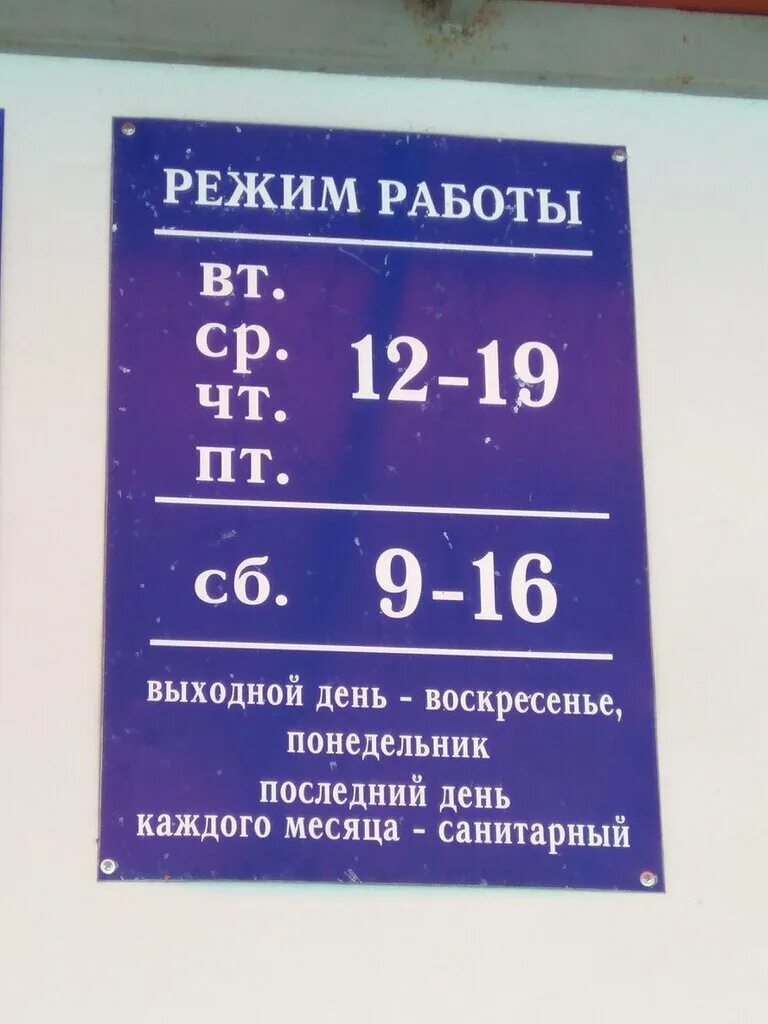 РЕЖИМ РАБОТЫ
вт.
ср.
чт.
пт.
12-19
сб. 9-16
выходной день - воскресенье,
понедельник
последний день
каждого месяца - санитарный